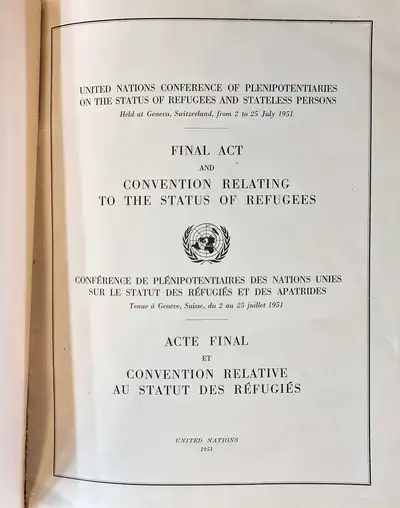 UNITED NATIONS CONFERENCE OF PLENIPOTENTIARIES
ON THE STATUS OF REFUGEES AND STATELESS PERSONS
Held at Geneva, Switzerland, from 2 to 25 July 1951
FINAL ACT
AND
CONVENTION RELATING
TO THE STATUS OF REFUGEES
CONFÉRENCE DE PLÉNIPOTENTIAIRES DES NATIONS UNIES
SUR LE STATUT DES RÉFUGIÉS ET DES APATRIDES
Tenue à Genève, Suisse, du 2 au 25 juillet 1951
ACTE FINAL
ET
CONVENTION RELATIVE
AU STATUT DES RÉFUGIÉS
UNITED NATIONS
1951